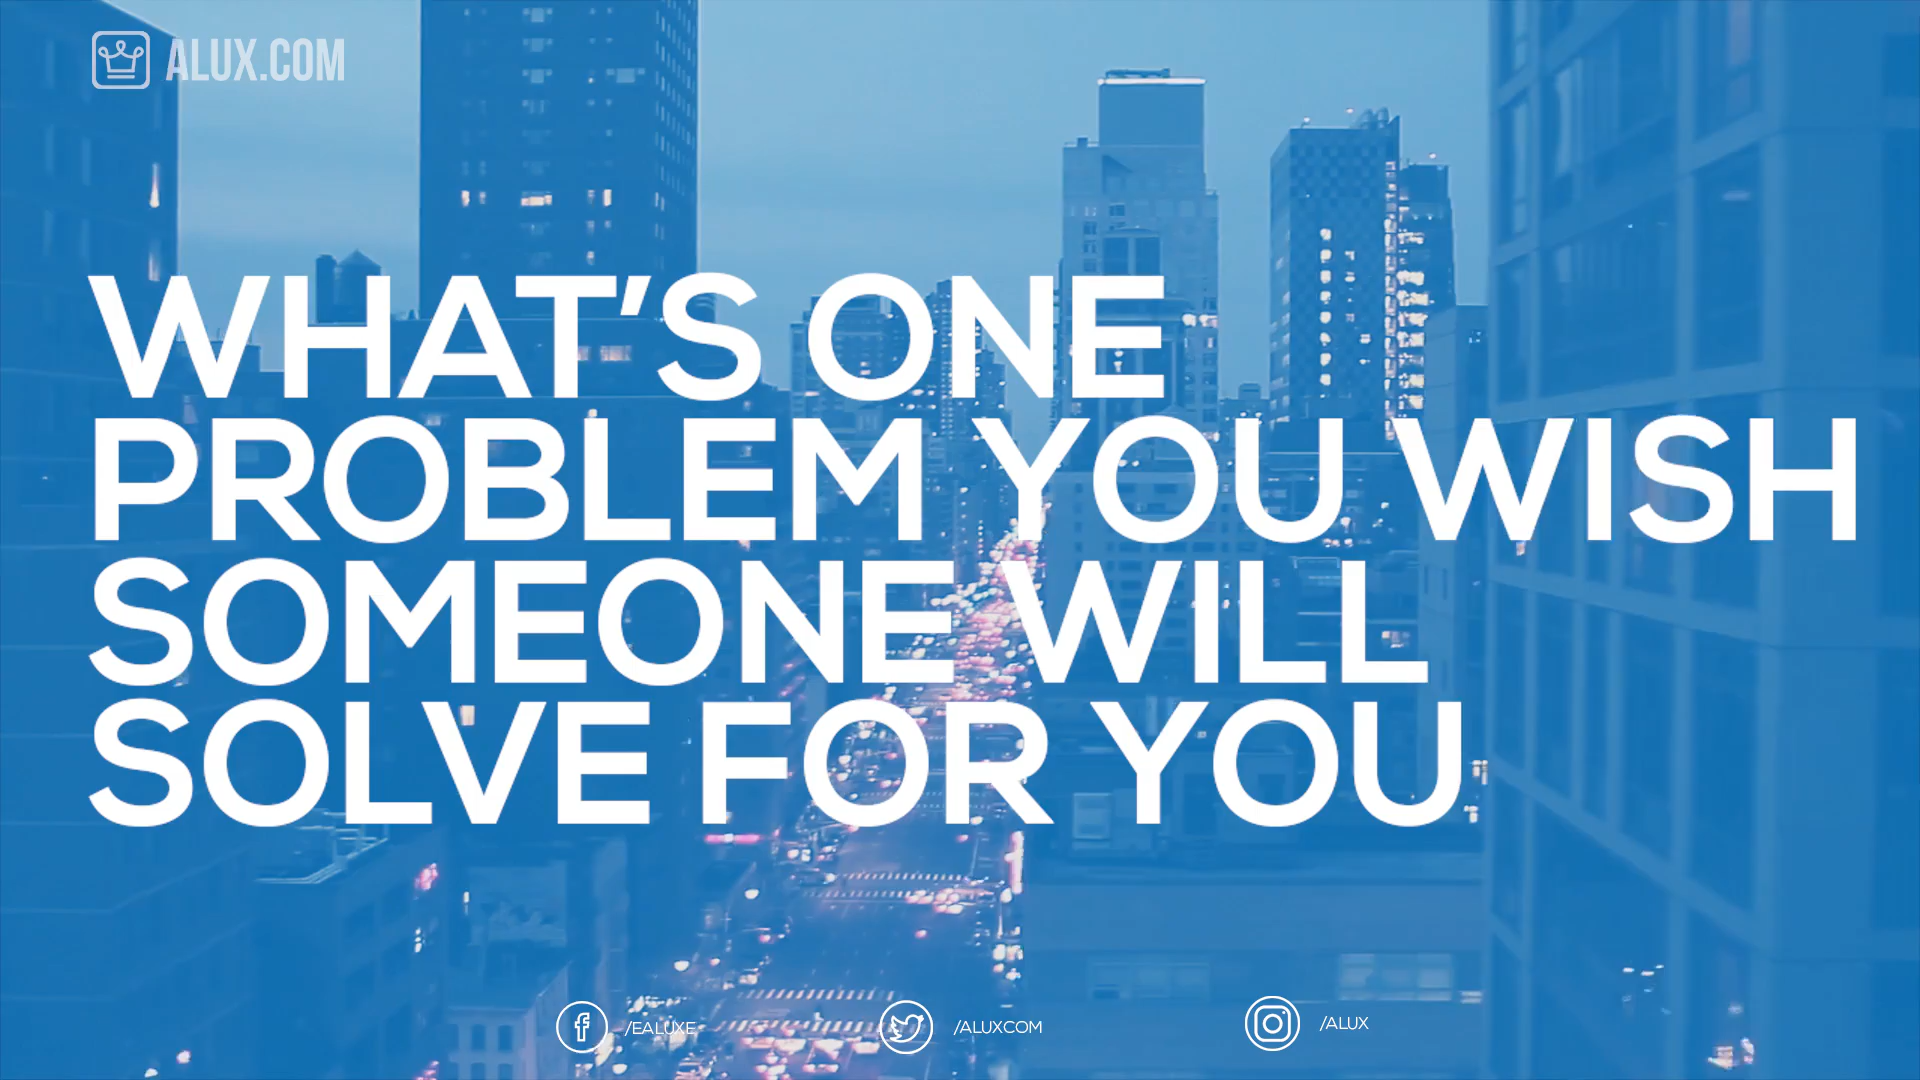 ALUX.COM
WHAT'S ONE
PROBLEM YOU WISH
SOMEONE WILL
SOLVE FOR YOU
/EALUXE
/ALUXCOM
/ALUX